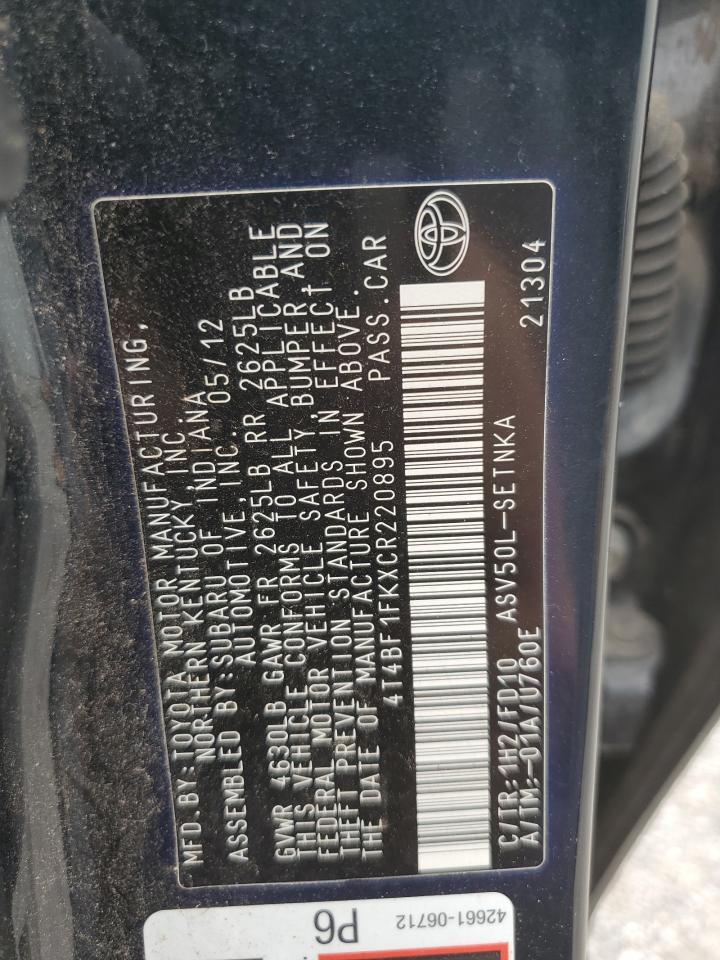 MFD.BY:TOYOTA MOTOR MANUFACTURING,
NORTHERN KENTUCKY, INC.
ASSEMBLED BY:SUBARU OF INDIANA
AUTOMOTIVE,INC. 05/12
GVWR 4630LB GAWR FR 2625LB RR 2625LB
THIS VEHICLE CONFORMS TO ALL APPLICABLE
FEDERAL MOTOR VEHICLE SAFETY,BUMPER,AND
THEFT PREVENTION STANDARDS IN EFFECT ON
THE DATE OF MANUFACTURE SHOWN ABOVE.
4T4BF1FKXCR220895 PASS.CAR
C/TR:1H2/FD10 ASV50L-SETNKA
A/TM:-01A/U760E 21304
42661-06712
P6